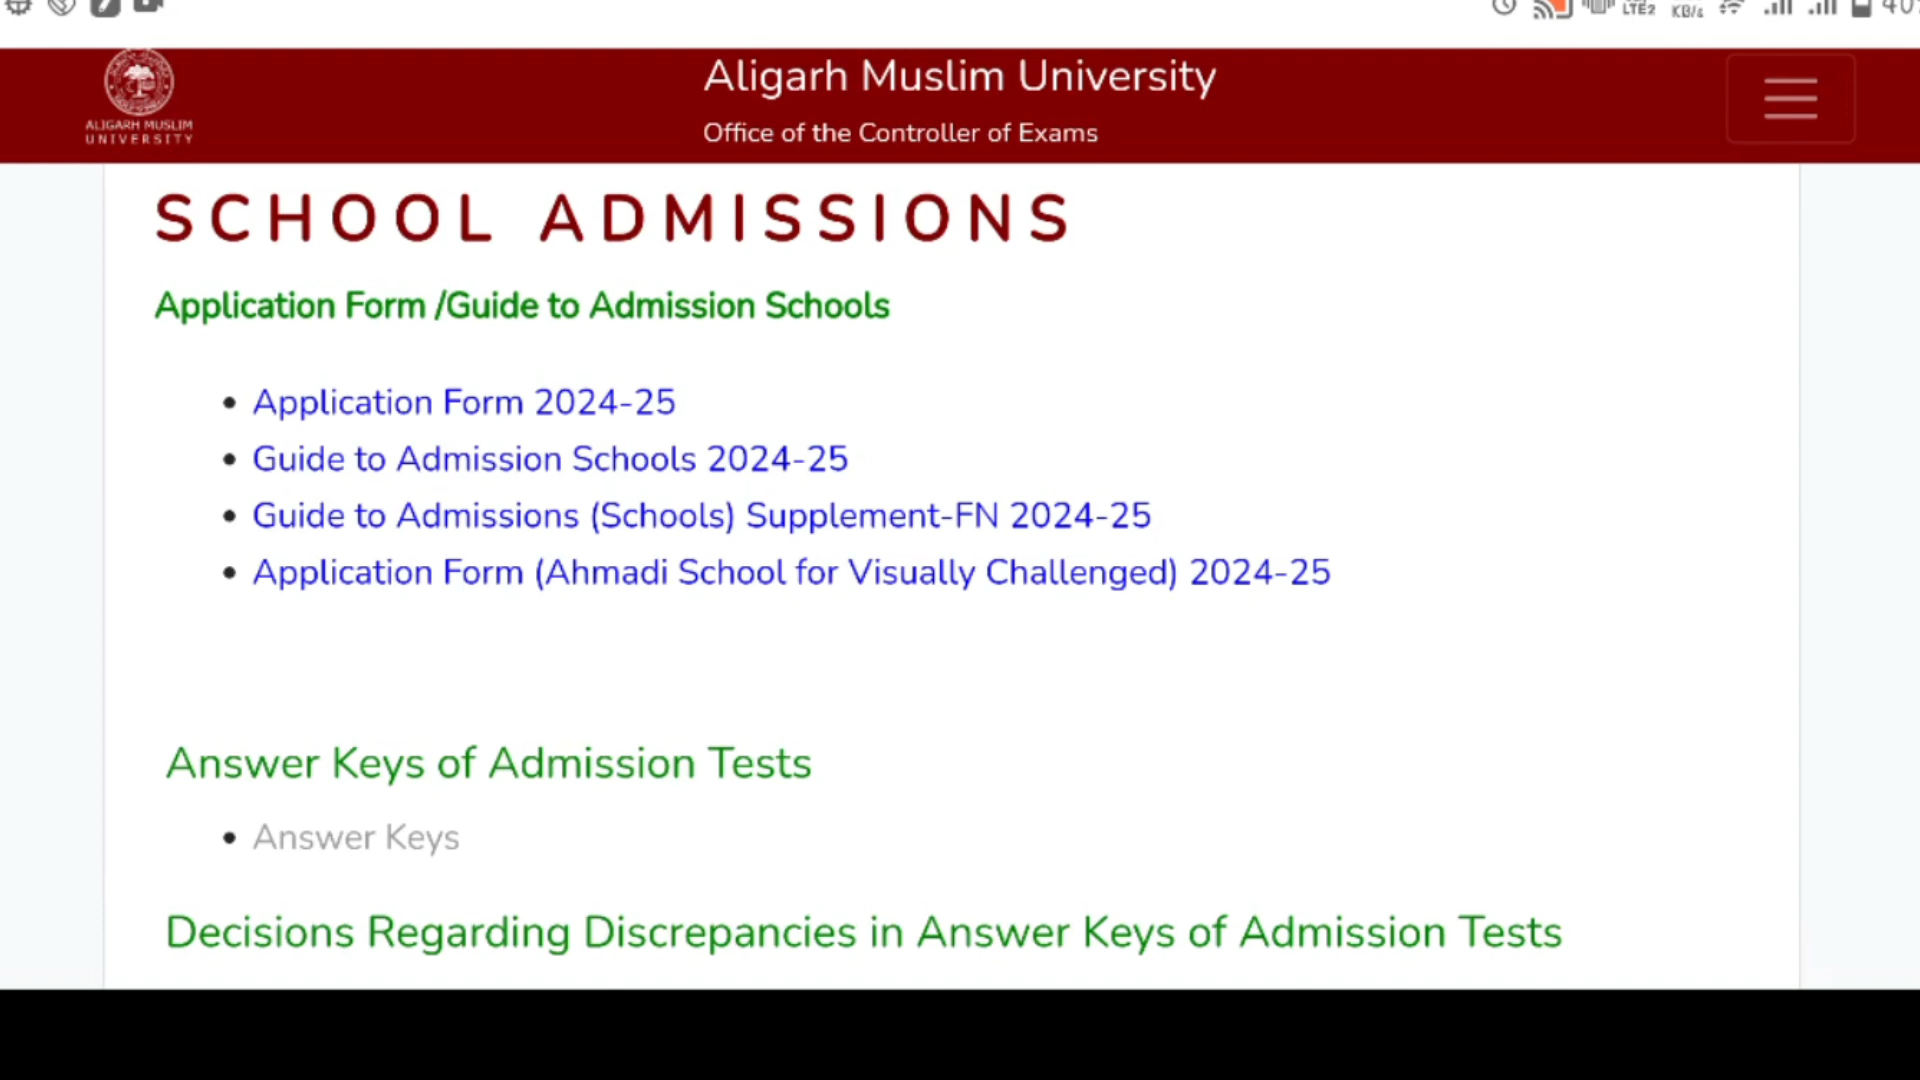 LTE2
KB/s
ALIGARH MUSLIM
UNIVERSITY
Aligarh Muslim University
Office of the Controller of Exams
SCHOOL ADMISSIONS
Application Form /Guide to Admission Schools
• Application Form 2024-25
• Guide to Admission Schools 2024-25
• Guide to Admissions (Schools) Supplement-FN 2024-25
• Application Form (Ahmadi School for Visually Challenged) 2024-25
Answer Keys of Admission Tests
• Answer Keys
Decisions Regarding Discrepancies in Answer Keys of Admission Tests